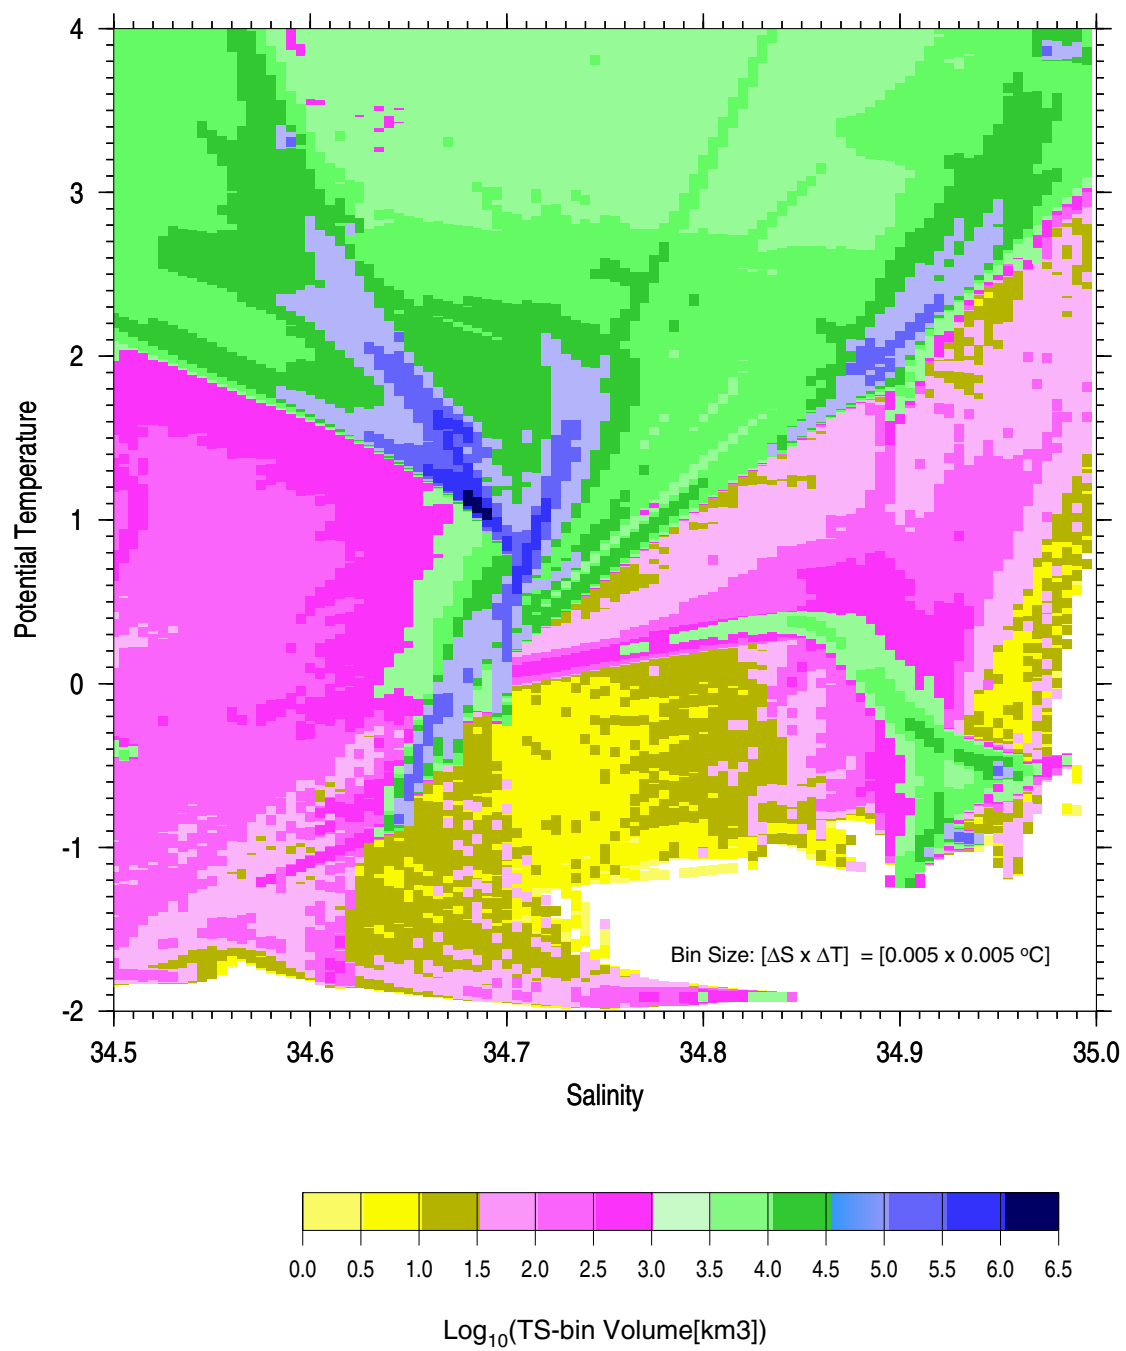 4
3
2
1
0
-1
-2
Potential Temperature
Bin Size: [ΔS x ΔT] = [0.005 x 0.005 ºC]
34.5 34.6 34.7 34.8 34.9 35.0
Salinity
0.0 0.5 1.0 1.5 2.0 2.5 3.0 3.5 4.0 4.5 5.0 5.5 6.0 6.5
Log10(TS-bin Volume[km3])